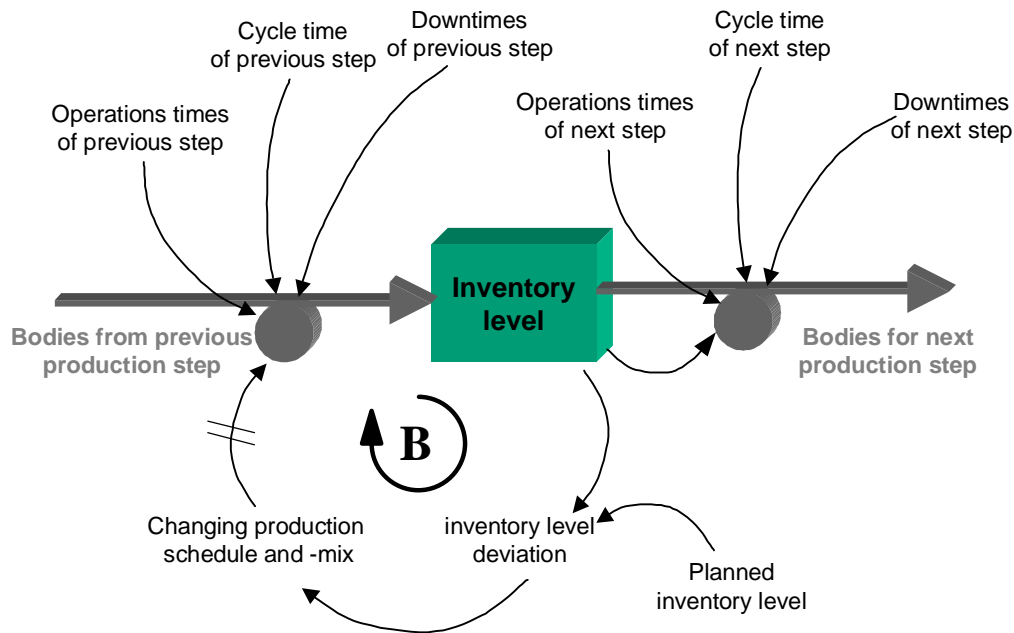 Cycle time
of previous step
Downtimes
of previous step
Cycle time
of next step
Operations times
of previous step
Operations times
of next step
Downtimes
of next step
Inventory
level
Bodies from previous
production step
Bodies for next
production step
B
Changing production
schedule and -mix
inventory level
deviation
Planned
inventory level